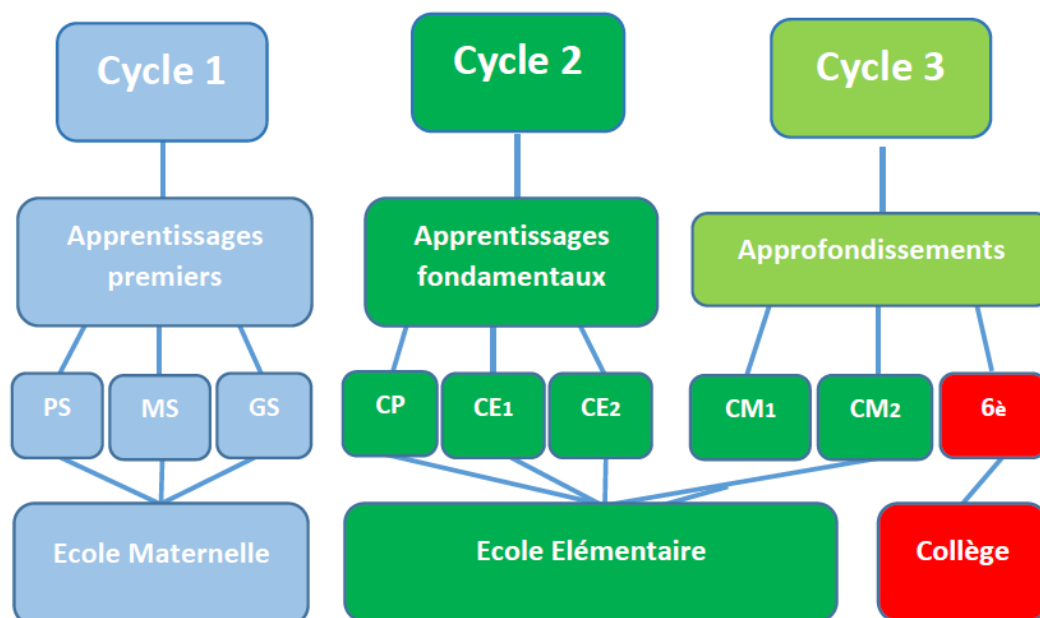 Cycle 1
Cycle 2
Cycle 3
Apprentissages
premiers
Apprentissages
fondamentaux
Approfondissements
PS
MS
GS
CP
CE1
CE2
CM1
CM2
6è
Ecole Maternelle
Ecole Elémentaire
Collège